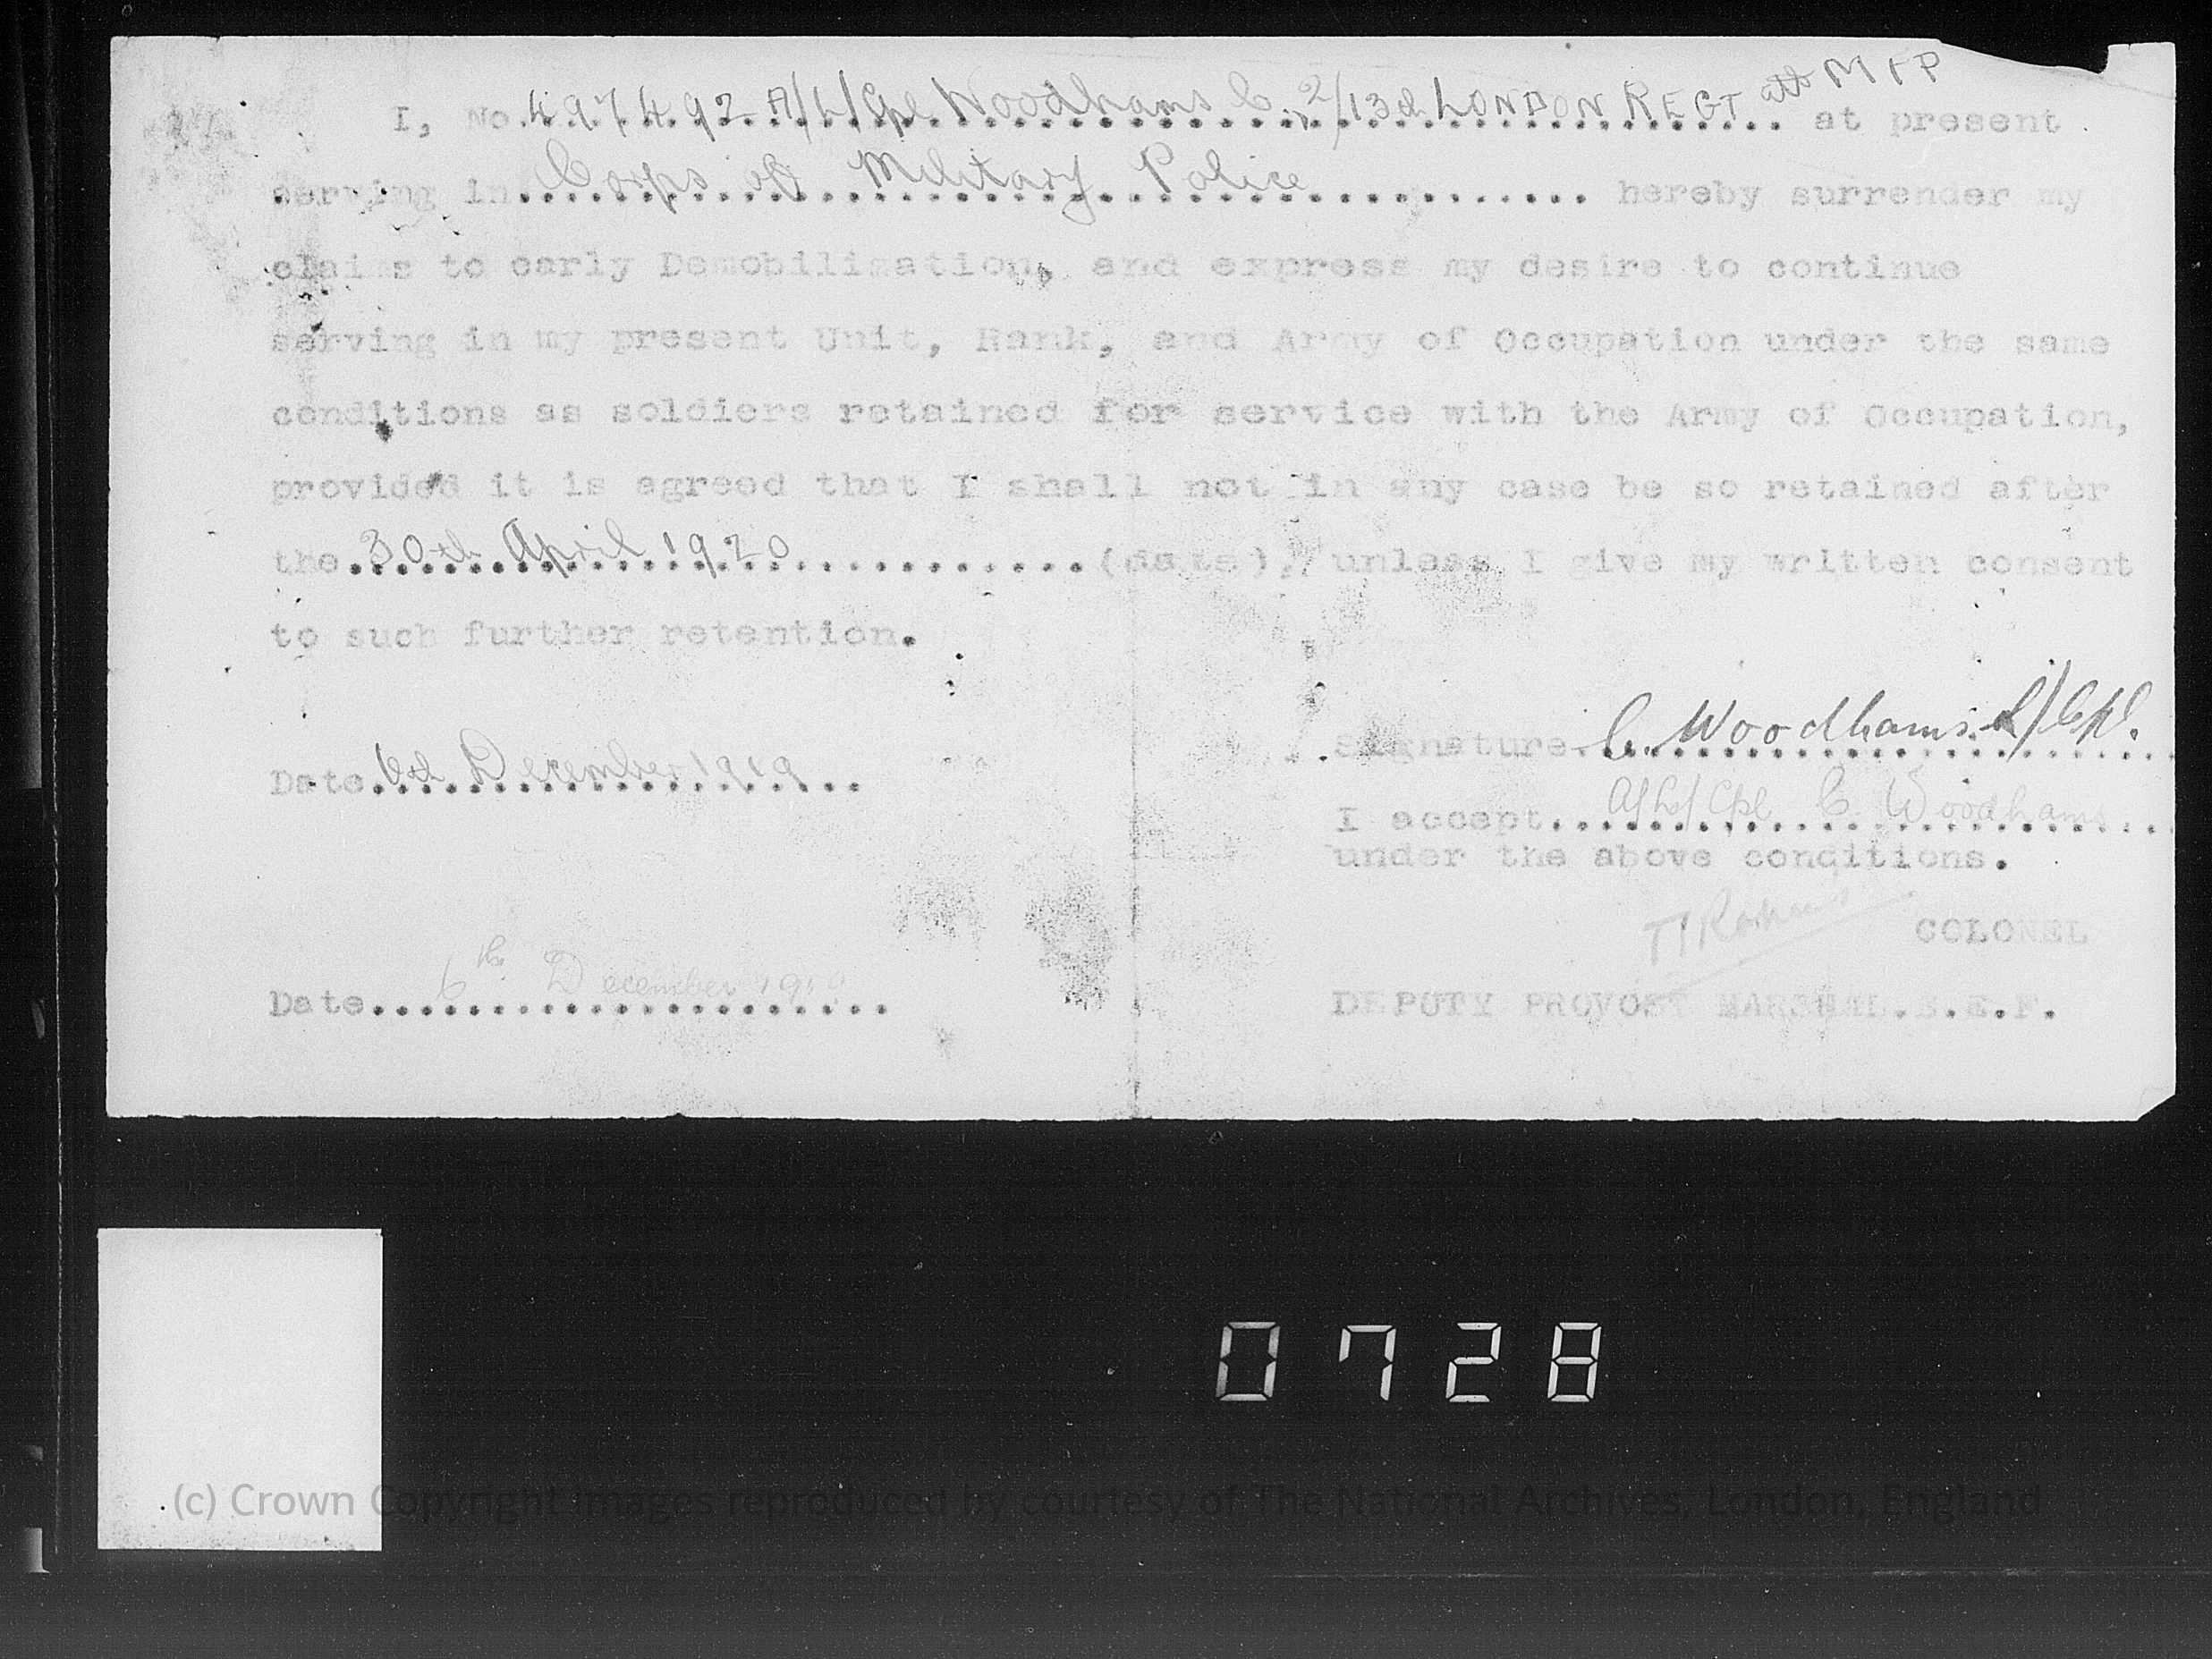 I, No. 497492 A/L/Cpl Woodhams C. 2/13th LONDON REGT att M F P at present
serving in Corps of Military Police hereby surrender my
claims to early Demobilization, and express my desire to continue
serving in my present Unit, Rank, and Army of Occupation under the same
conditions as soldiers retained for service with the Army of Occupation,
provided it is agreed that I shall not in any case be so retained after
the 30th April 1920 (date), unless I give my written consent
to such further retention.
Signature C. Woodhams L/Cpl.
Date 6th December 1919
I accept A/L/Cpl C Woodhams
under the above conditions.
COLONEL
Date 6th December 1919
DEPUTY PROVOST MARSHAL. E.E.F.
0728
(c) Crown Copyright Images reproduced by courtesy of The National Archives, London, England